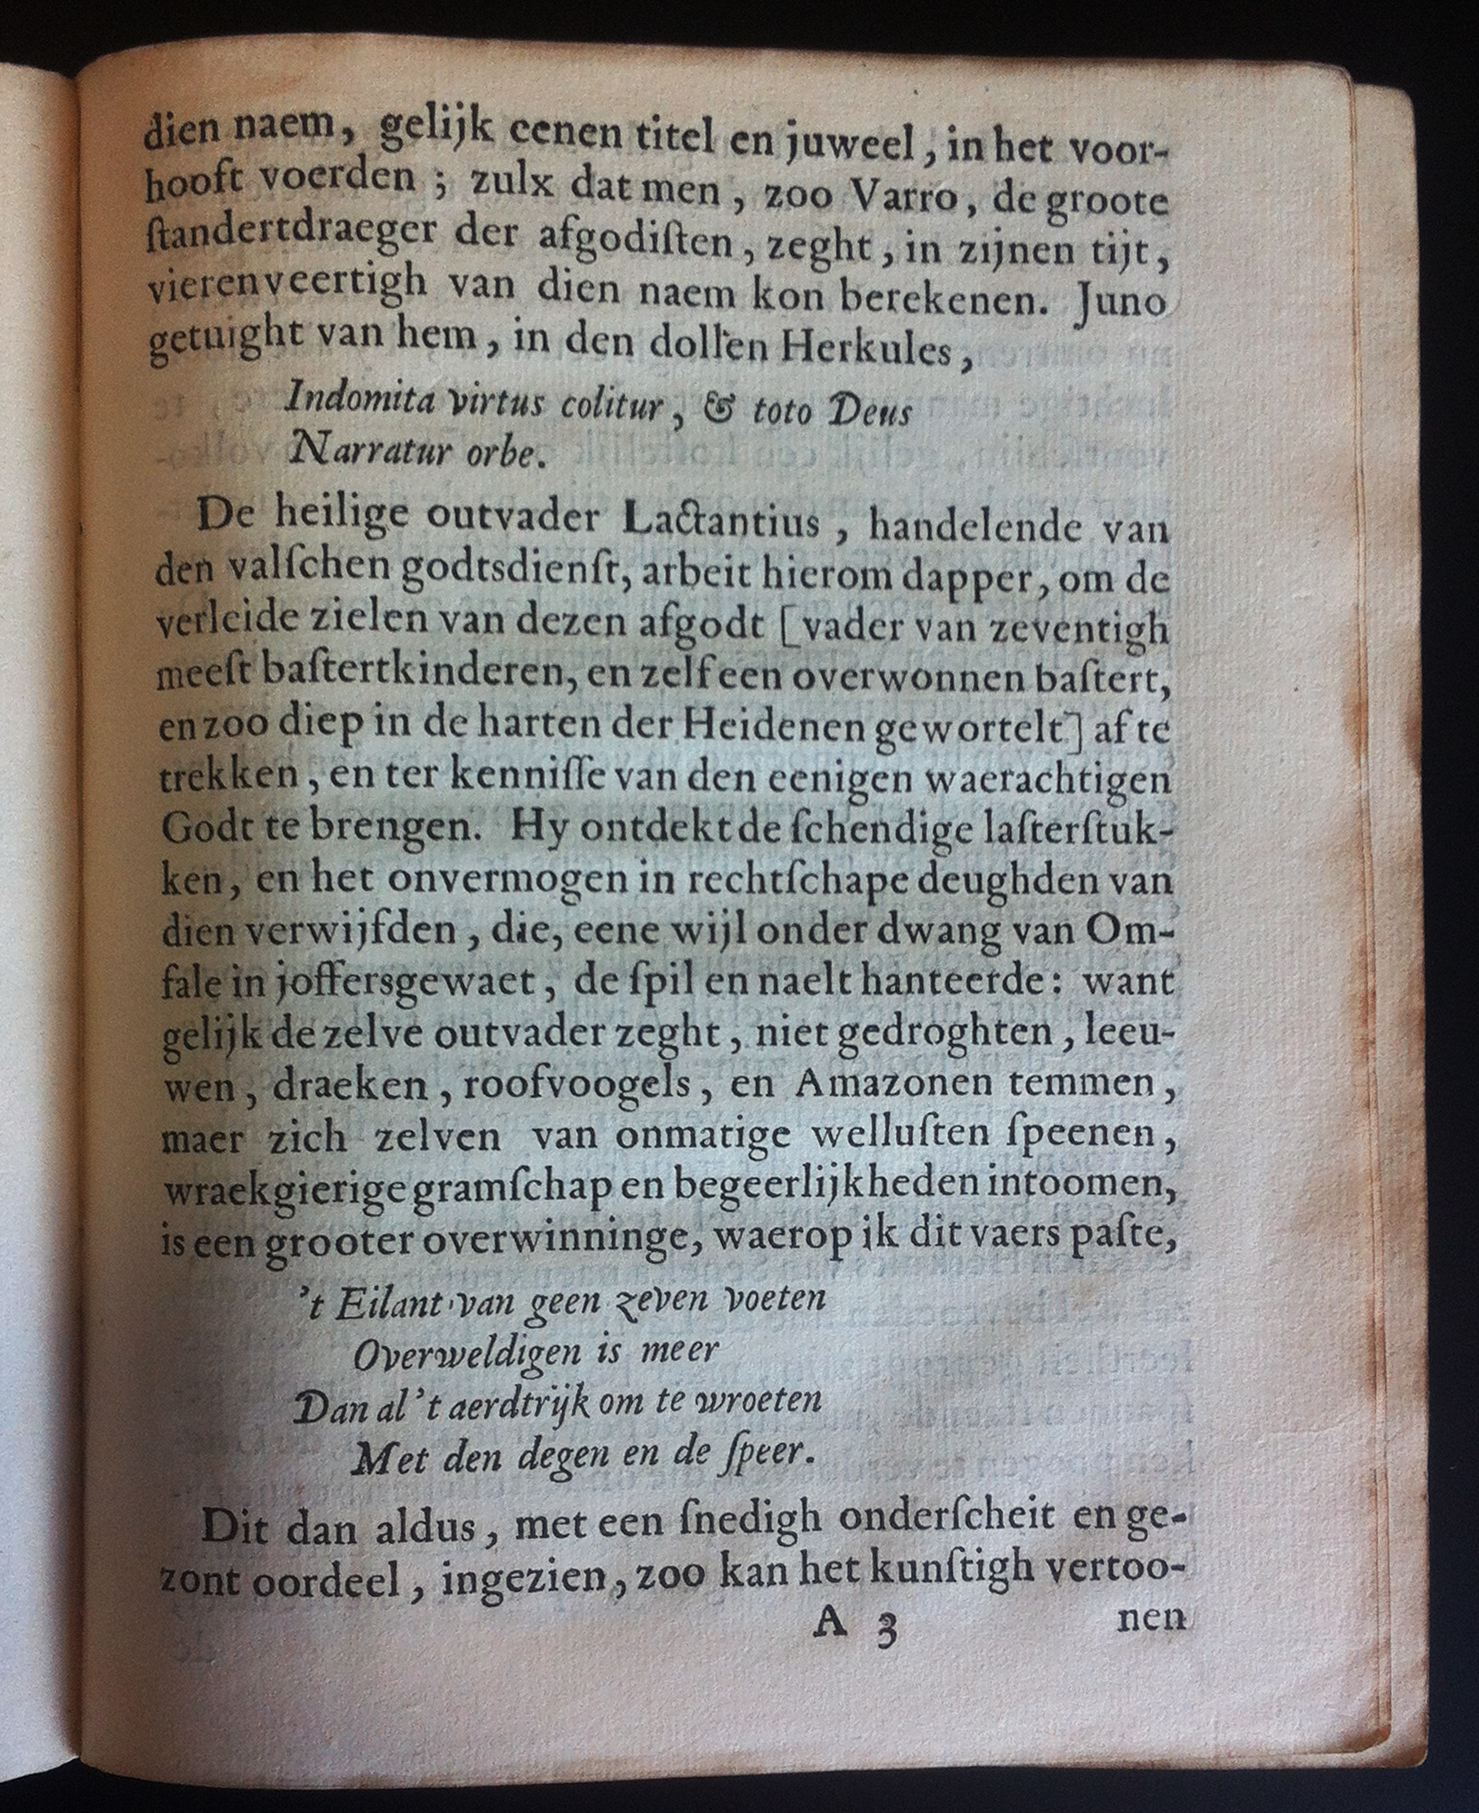 dien naem, gelijk eenen titel en juweel, in het voor-
hooft voerden; zulx dat men, zoo Varro, de groote
ſtandertdraeger der afgodiſten, zeght, in zijnen tijt,
vierenveertigh van dien naem kon berekenen. Juno
getuight van hem, in den dollen Herkules,
Indomita virtus colitur, & toto Deus
Narratur orbe.
De heilige outvader Lactantius, handelende van
den valſchen godtsdienſt, arbeit hierom dapper, om de
verleide zielen van dezen afgodt [vader van zeventigh
meeſt baſtertkinderen, en zelf een overwonnen baſtert,
en zoo diep in de harten der Heidenen gewortelt] af te
trekken, en ter kenniſſe van den eenigen waerachtigen
Godt te brengen. Hy ontdekt de ſchendige laſterſtuk-
ken, en het onvermogen in rechtſchape deughden van
dien verwijfden, die, eene wijl onder dwang van Om-
fale in joffersgewaet, de ſpil en naelt hanteerde: want
gelijk de zelve outvader zeght, niet gedroghten, leeu-
wen, draeken, roofvoogels, en Amazonen temmen,
maer zich zelven van onmatige welluſten ſpeenen,
wraekgierige gramſchap en begeerlijkheden intoomen,
is een grooter overwinninge, waerop ik dit vaers paſte,
't Eilant van geen zeven voeten
Overweldigen is meer
Dan al 't aerdtrijk om te wroeten
Met den degen en de ſpeer.
Dit dan aldus, met een ſnedigh onderſcheit en ge-
zont oordeel, ingezien, zoo kan het kunſtigh vertoo-
A 3 nen